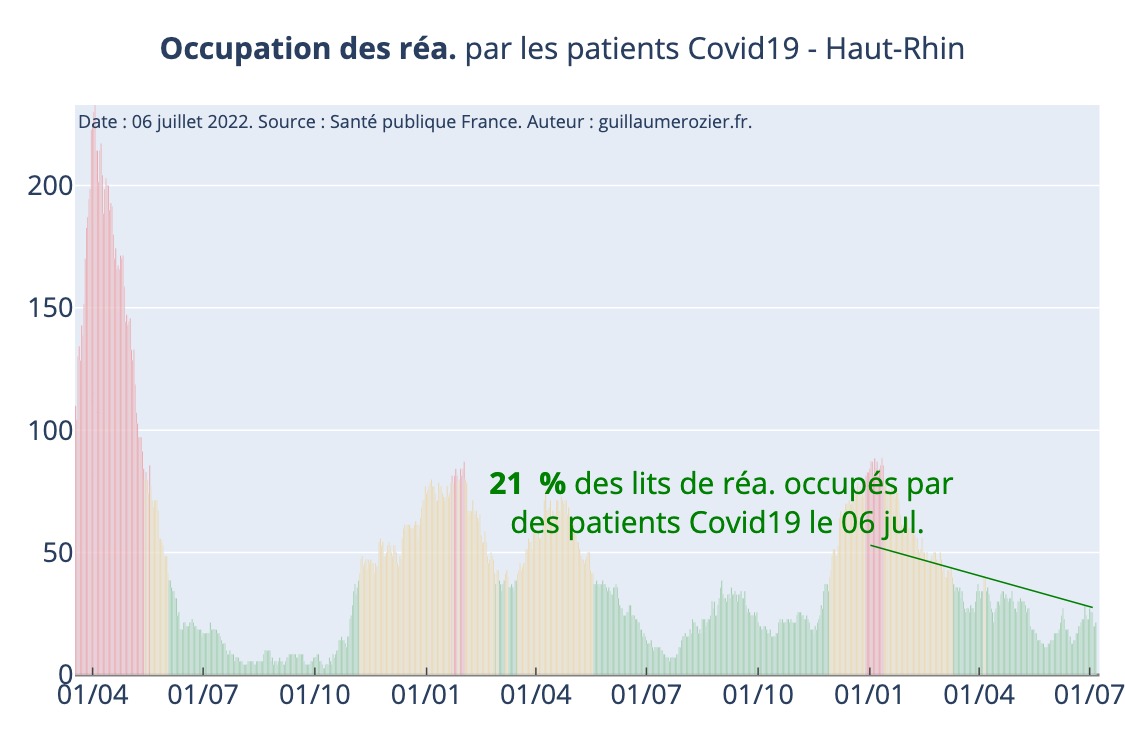 Occupation des réa. par les patients Covid19 - Haut-Rhin
Date : 06 juillet 2022. Source : Santé publique France. Auteur : guillaumerozier.fr.
200
150
100
50
0
21 % des lits de réa. occupés par
des patients Covid19 le 06 jul.
01/04 01/07 01/10 01/01 01/04 01/07 01/10 01/01 01/04 01/07